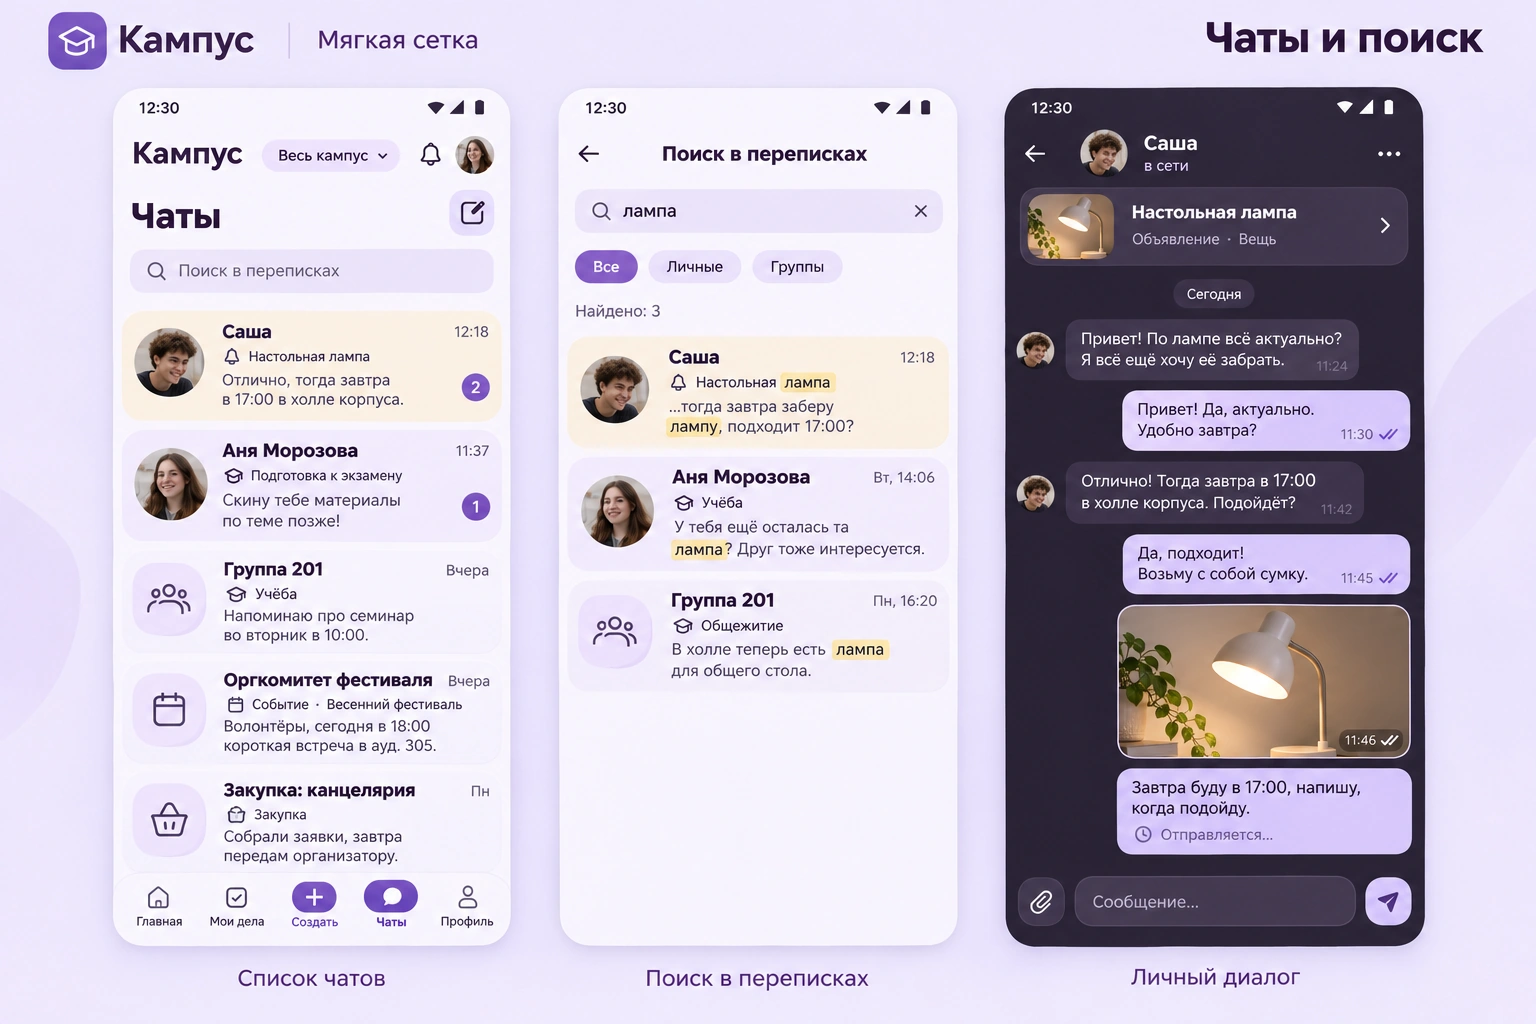 Кампус
Мягкая сетка
Чаты и поиск
12:30
Кампус
Весь кампус
Чаты
Поиск в переписках
Саша
12:18
Настольная лампа
Отлично, тогда завтра
в 17:00 в холле корпуса.
2
Аня Морозова
11:37
Подготовка к экзамену
Скину тебе материалы
по теме позже!
1
Группа 201
Вчера
Учёба
Напоминаю про семинар
во вторник в 10:00.
Оргкомитет фестиваля
Вчера
Событие · Весенний фестиваль
Волонтёры, сегодня в 18:00
короткая встреча в ауд. 305.
Закупка: канцелярия
Пн
Закупка
Собрали заявки, завтра
передам организатору.
Главная
Мои дела
Создать
Чаты
Профиль
Список чатов
12:30
Поиск в переписках
лампа
Все
Личные
Группы
Найдено: 3
Саша
12:18
Настольная лампа
...тогда завтра заберу
лампу, подходит 17:00?
Аня Морозова
Вт, 14:06
Учёба
У тебя ещё осталась та
лампа? Друг тоже интересуется.
Группа 201
Пн, 16:20
Общежитие
В холле теперь есть лампа
для общего стола.
Поиск в переписках
12:30
Саша
в сети
Настольная лампа
Объявление · Вещь
Сегодня
Привет! По лампе всё актуально?
Я всё ещё хочу её забрать.
11:24
Привет! Да, актуально.
Удобно завтра?
11:30
Отлично! Тогда завтра в 17:00
в холле корпуса. Подойдёт?
11:42
Да, подходит!
Возьму с собой сумку.
11:45
11:46
Завтра буду в 17:00, напишу,
когда подойду.
Отправляется...
Сообщение...
Личный диалог